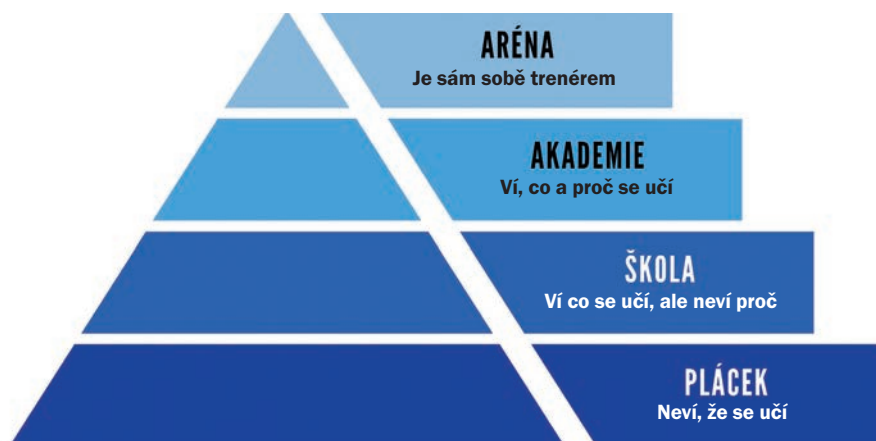 ARÉNA
Je sám sobě trenérem
AKADEMIE
Ví, co a proč se učí
ŠKOLA
Ví co se učí, ale neví proč
PLÁCEK
Neví, že se učí